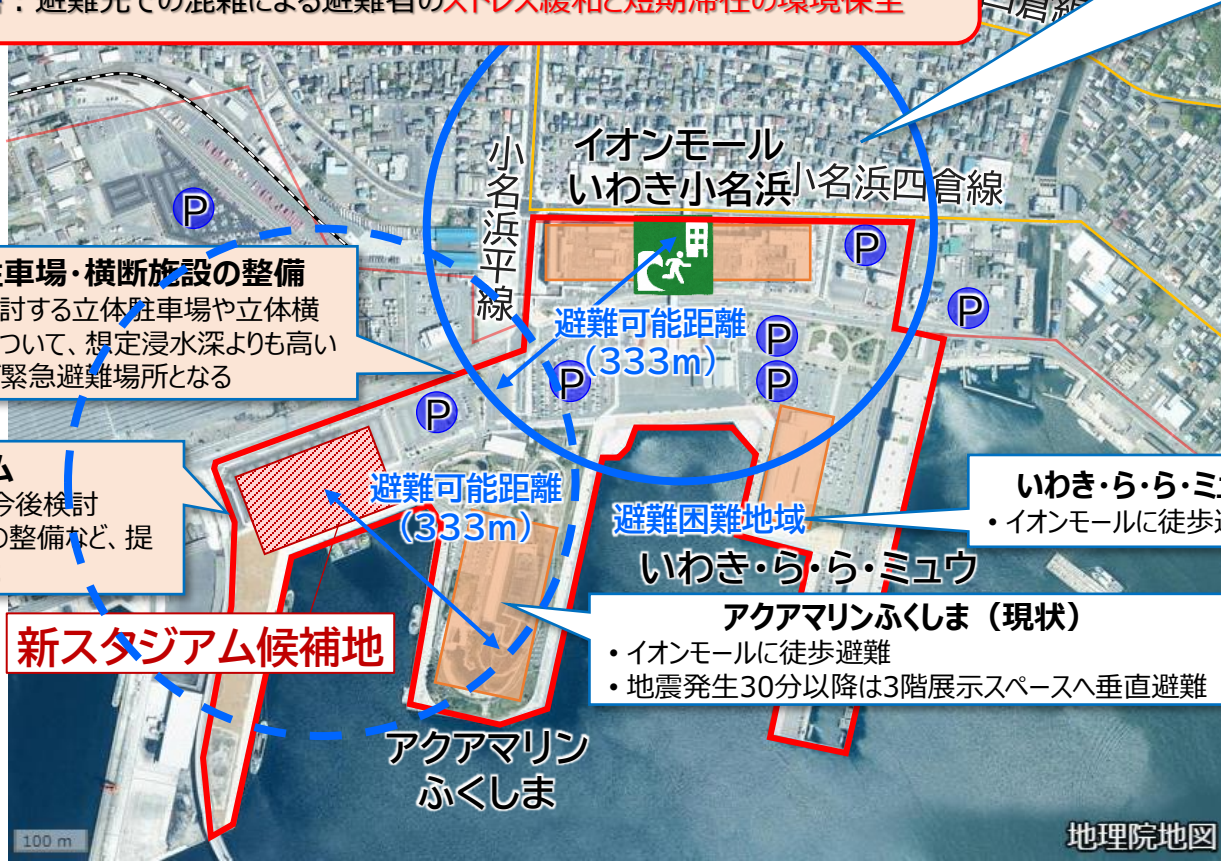 ：避難先での混雑による避難者のストレス緩和と短期滞在の環境保全
小名浜平線
イオンモール
いわき小名浜
小名浜四倉線
P
P
P
P
P
P
P
車場・横断施設の整備
討する立体駐車場や立体横
ついて、想定浸水深よりも高い
緊急避難場所となる
避難可能距離
（333m）
ム
今後検討
の整備など、提
避難可能距離
（333m）
避難困難地域
いわき・ら・ら・ミュウ
いわき・ら・ら・ミュ
・イオンモールに徒歩
新スタジアム候補地
アクアマリンふくしま（現状）
・イオンモールに徒歩避難
・地震発生30分以降は3階展示スペースへ垂直避難
アクアマリン
ふくしま
100 m
地理院地図